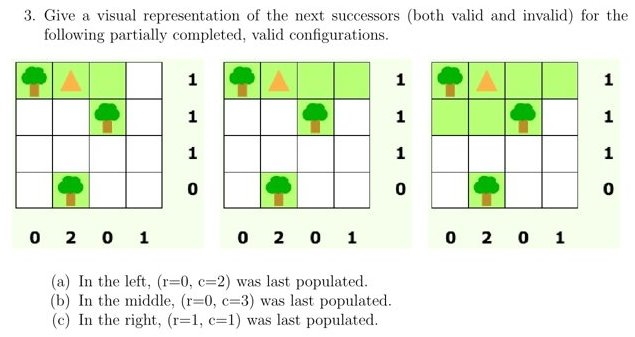 3. Give a visual representation of the next successors (both valid and invalid) for the
following partially completed, valid configurations.
1 1 1
1 1 1
1 1 1
0 0 0
0 2 0 1 0 2 0 1 0 2 0 1
(a) In the left, (r=0, c=2) was last populated.
(b) In the middle, (r=0, c=3) was last populated.
(c) In the right, (r=1, c=1) was last populated.